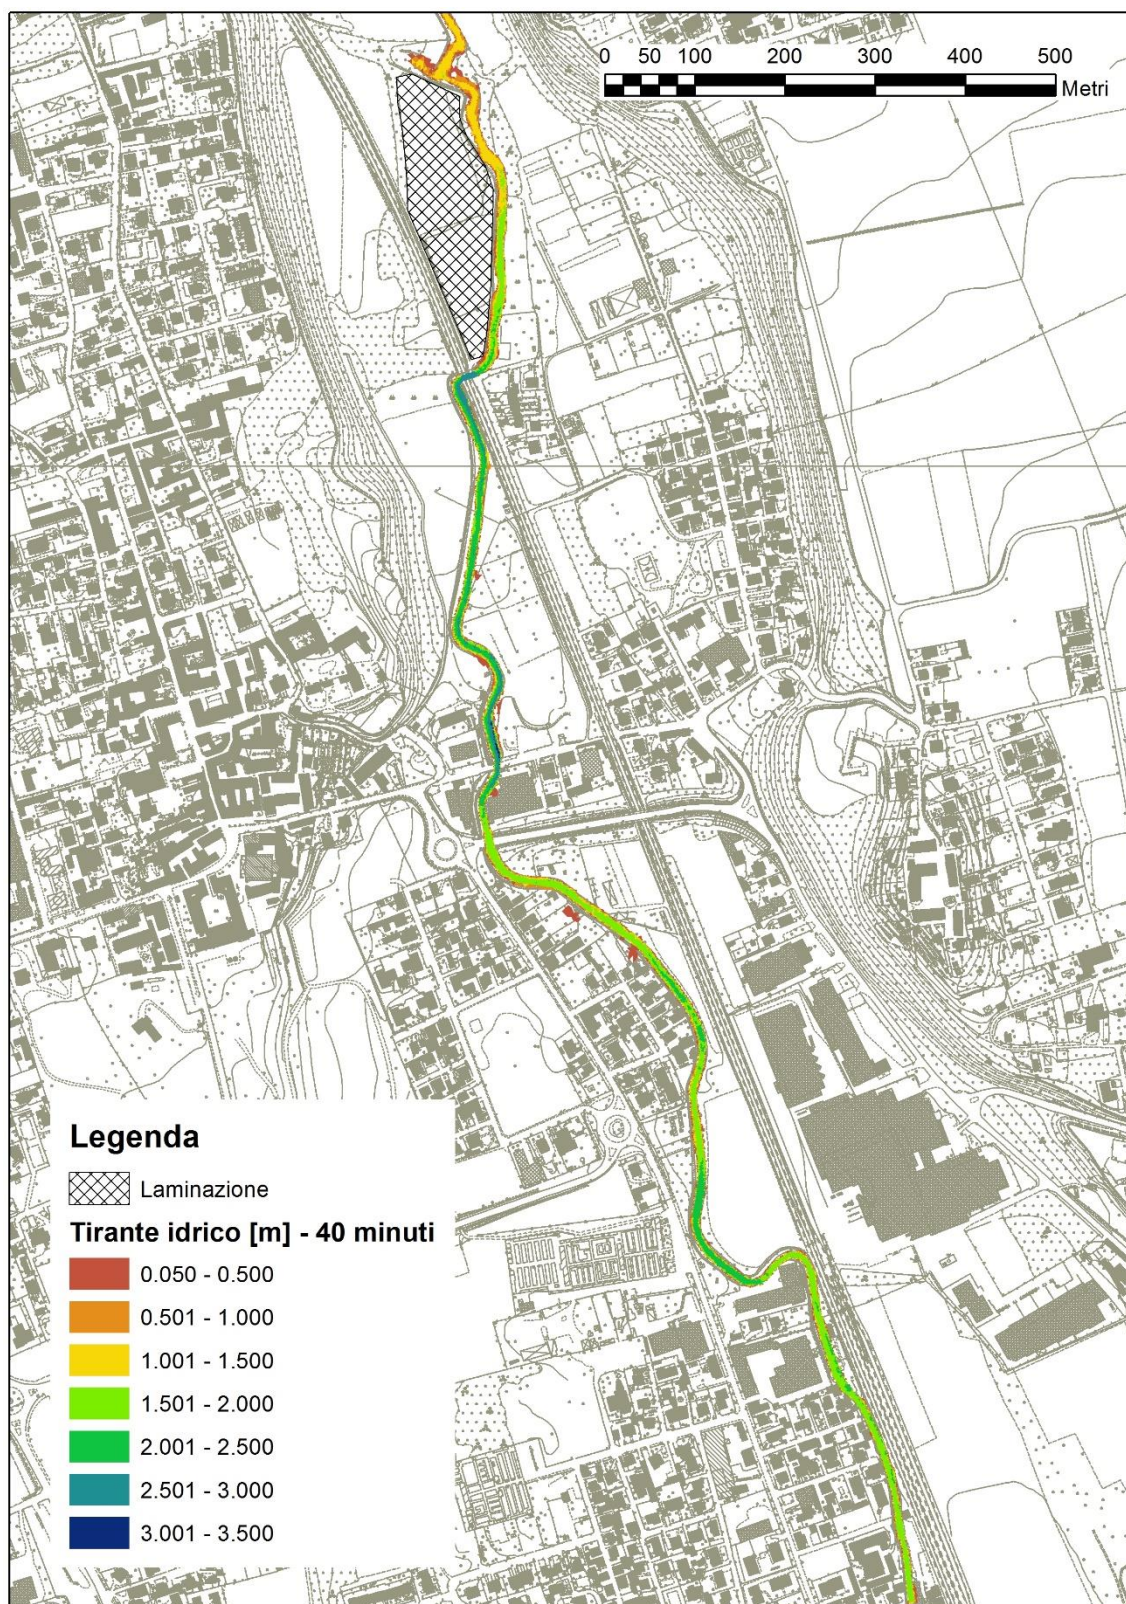 0 50 100 200 300 400 500
Metri
Legenda
Laminazione
Tirante idrico [m] - 40 minuti
0.050 - 0.500
0.501 - 1.000
1.001 - 1.500
1.501 - 2.000
2.001 - 2.500
2.501 - 3.000
3.001 - 3.500